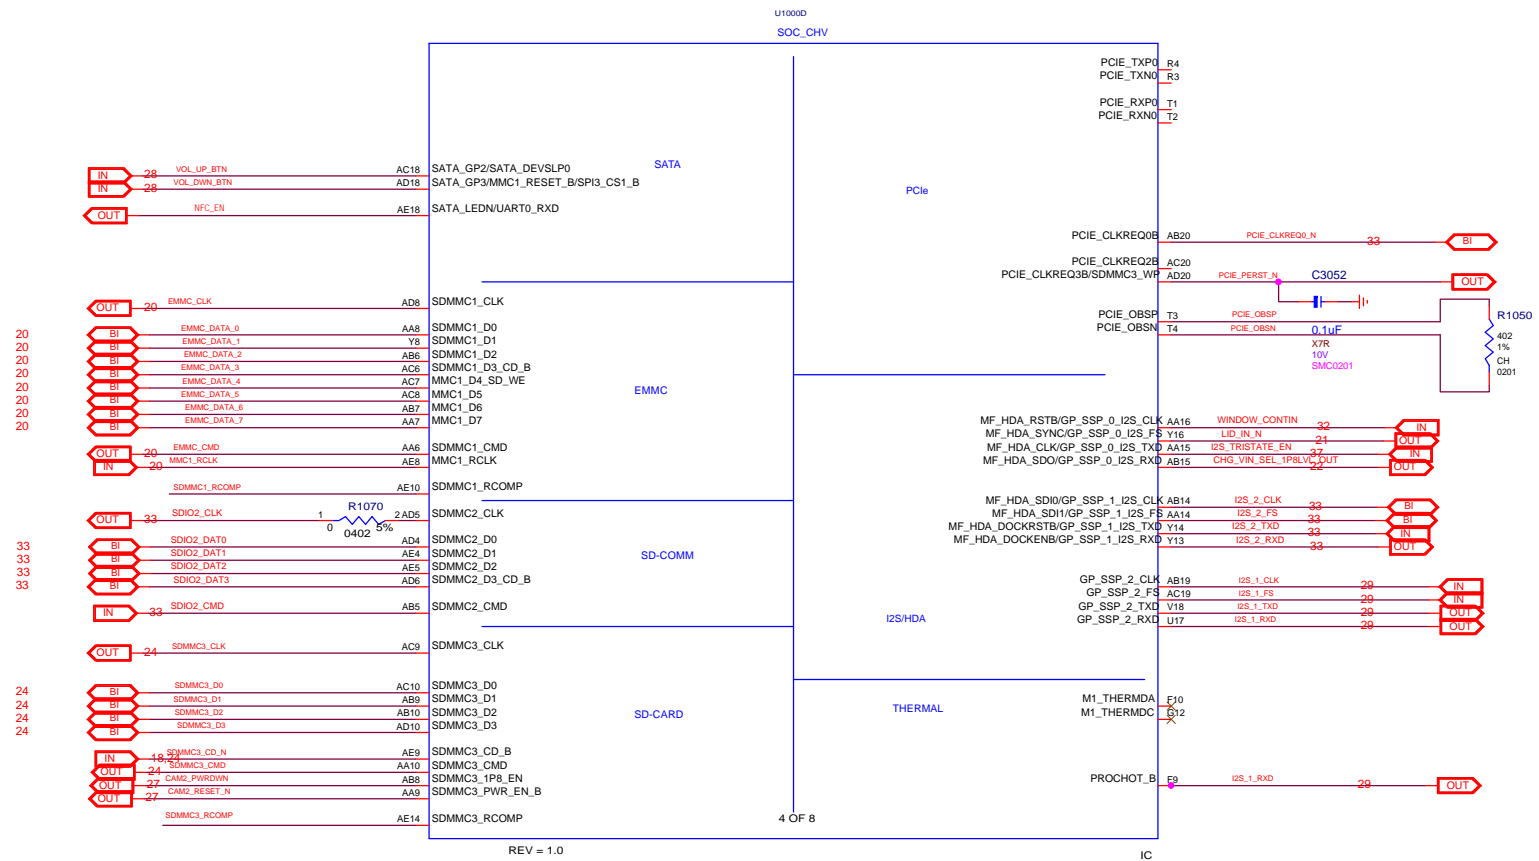 U1000D
SOC_CHV
PCIE_TXP0 R4
PCIE_TXN0 R3
PCIE_RXP0 T1
PCIE_RXN0 T2
SATA
PCIe
IN 28 VOL_UP_BTN AC18 SATA_GP2/SATA_DEVSLP0
IN 28 VOL_DWN_BTN AD18 SATA_GP3/MMC1_RESET_B/SPI3_CS1_B
OUT NFC_EN AE18 SATA_LEDN/UART0_RXD
PCIE_CLKREQ0B AB20 PCIE_CLKREQ0_N 33 BI
PCIE_CLKREQ2B AC20
PCIE_CLKREQ3B/SDMMC3_WP AD20 PCIE_PERST_N C3052 OUT
OUT 20 EMMC_CLK AD8 SDMMC1_CLK
PCIE_OBSP T3 PCIE_OBSP
PCIE_OBSN T4 PCIE_OBSN
0.1uF
X7R
10V
SMC0201
R1050
402
1%
CH
0201
20 BI EMMC_DATA_0 AA8 SDMMC1_D0
20 BI EMMC_DATA_1 Y8 SDMMC1_D1
20 BI EMMC_DATA_2 AB6 SDMMC1_D2
20 BI EMMC_DATA_3 AC6 SDMMC1_D3_CD_B
20 BI EMMC_DATA_4 AC7 MMC1_D4_SD_WE
20 BI EMMC_DATA_5 AC8 MMC1_D5
20 BI EMMC_DATA_6 AB7 MMC1_D6
20 BI EMMC_DATA_7 AA7 MMC1_D7
EMMC
OUT 20 EMMC_CMD AA6 SDMMC1_CMD
IN 20 MMC1_RCLK AE8 MMC1_RCLK
SDMMC1_RCOMP AE10 SDMMC1_RCOMP
MF_HDA_RSTB/GP_SSP_0_I2S_CLK AA16 WINDOW_CONTIN 32 IN
MF_HDA_SYNC/GP_SSP_0_I2S_FS Y16 LID_IN_N 21 OUT
MF_HDA_CLK/GP_SSP_0_I2S_TXD AA15 I2S_TRISTATE_EN 37 IN
MF_HDA_SDO/GP_SSP_0_I2S_RXD AB15 CHG_VIN_SEL_1P8LVL_OUT 22 OUT
MF_HDA_SDI0/GP_SSP_1_I2S_CLK AB14 I2S_2_CLK 33 BI
MF_HDA_SDI1/GP_SSP_1_I2S_FS AA14 I2S_2_FS 33 BI
MF_HDA_DOCKRSTB/GP_SSP_1_I2S_TXD Y14 I2S_2_TXD 33 IN
MF_HDA_DOCKENB/GP_SSP_1_I2S_RXD Y13 I2S_2_RXD 33 OUT
R1070
OUT 33 SDIO2_CLK 1 2 AD5 SDMMC2_CLK
0 5%
0402
33 BI SDIO2_DAT0 AD4 SDMMC2_D0
33 BI SDIO2_DAT1 AE4 SDMMC2_D1
33 BI SDIO2_DAT2 AE5 SDMMC2_D2
33 BI SDIO2_DAT3 AD6 SDMMC2_D3_CD_B
SD-COMM
IN 33 SDIO2_CMD AB5 SDMMC2_CMD
GP_SSP_2_CLK AB19 I2S_1_CLK 29 IN
GP_SSP_2_FS AC19 I2S_1_FS 29 IN
GP_SSP_2_TXD V18 I2S_1_TXD 29 OUT
GP_SSP_2_RXD U17 I2S_1_RXD 29 OUT
I2S/HDA
OUT 24 SDMMC3_CLK AC9 SDMMC3_CLK
24 BI SDMMC3_D0 AC10 SDMMC3_D0
24 BI SDMMC3_D1 AB9 SDMMC3_D1
24 BI SDMMC3_D2 AB10 SDMMC3_D2
24 BI SDMMC3_D3 AD10 SDMMC3_D3
SD-CARD
THERMAL
M1_THERMDA F10
M1_THERMDC G12
IN 18,24 SDMMC3_CD_N AE9 SDMMC3_CD_B
OUT 24 SDMMC3_CMD AA10 SDMMC3_CMD
OUT 27 CAM2_PWRDWN AB8 SDMMC3_1P8_EN
OUT 27 CAM2_RESET_N AA9 SDMMC3_PWR_EN_B
PROCHOT_B F9 I2S_1_RXD 29 OUT
SDMMC3_RCOMP AE14 SDMMC3_RCOMP
4 OF 8
REV = 1.0
IC